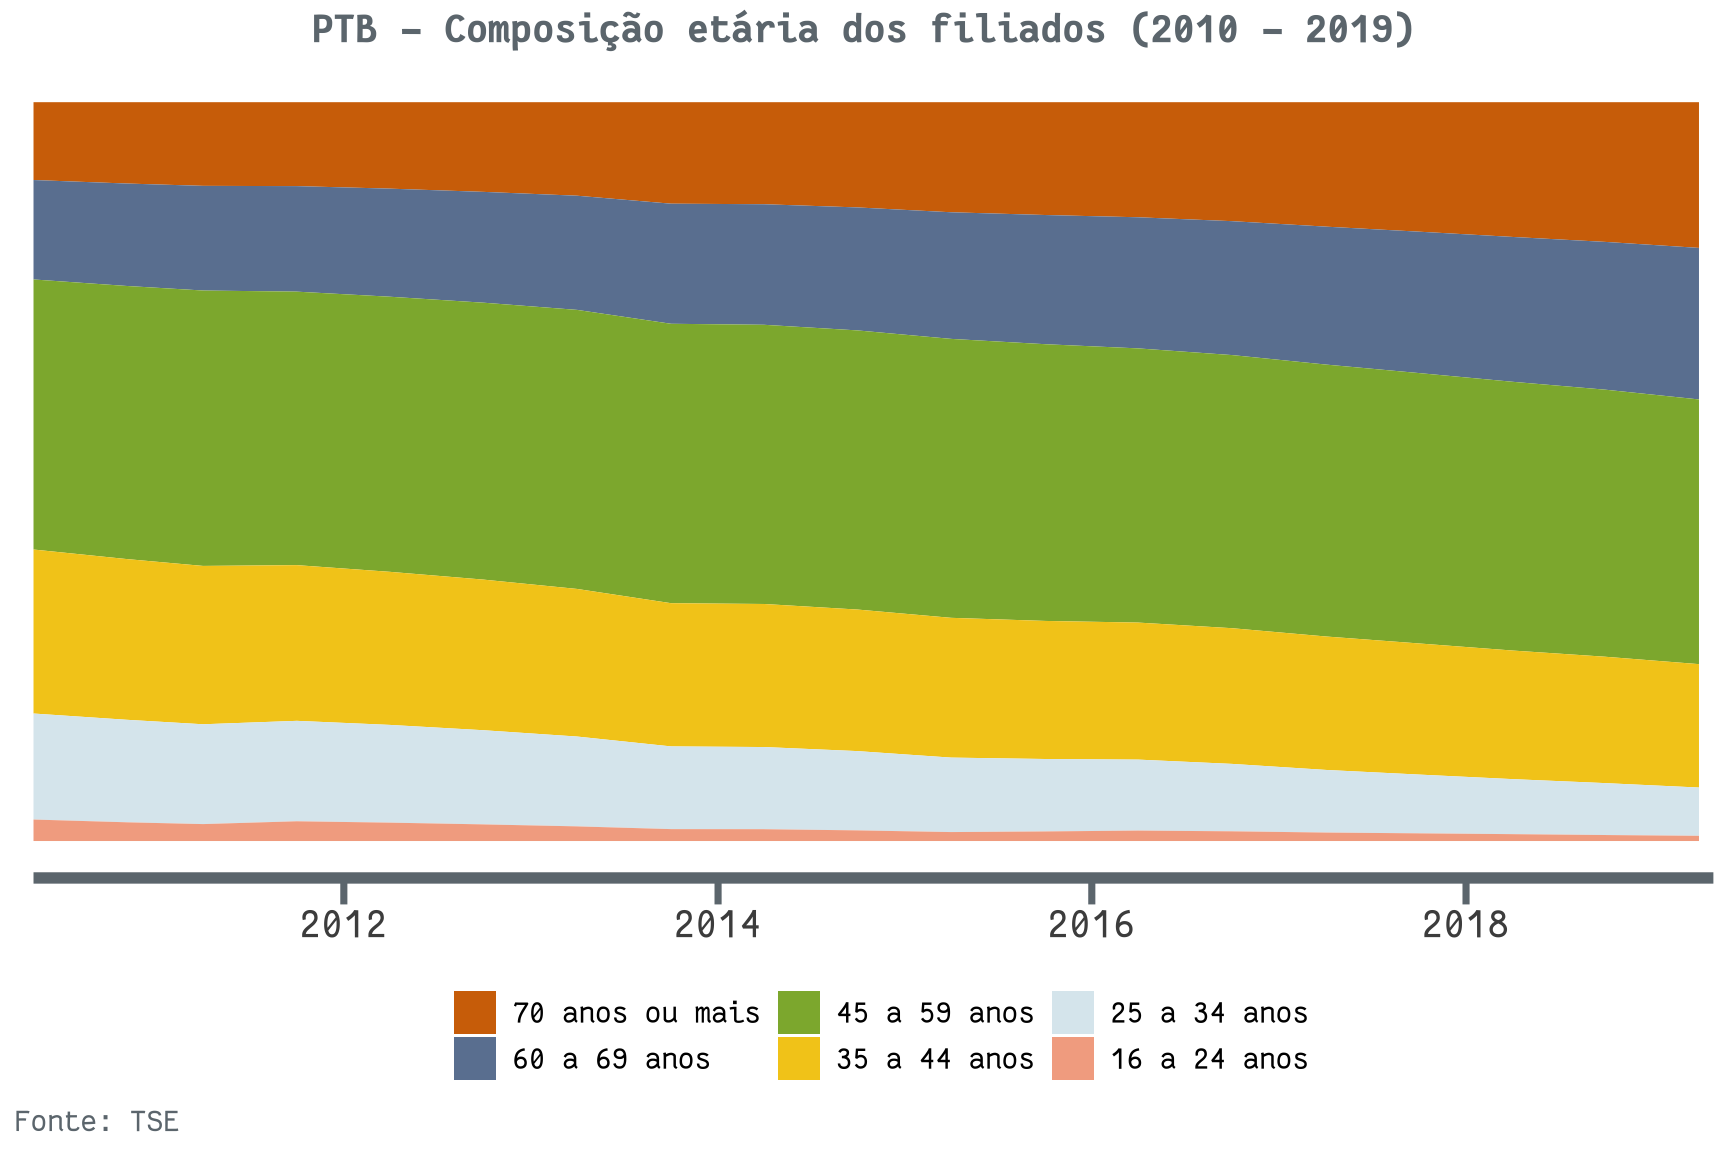 PTB – Composição etária dos filiados (2010 – 2019)
2012 2014 2016 2018
70 anos ou mais 45 a 59 anos 25 a 34 anos
60 a 69 anos 35 a 44 anos 16 a 24 anos
Fonte: TSE